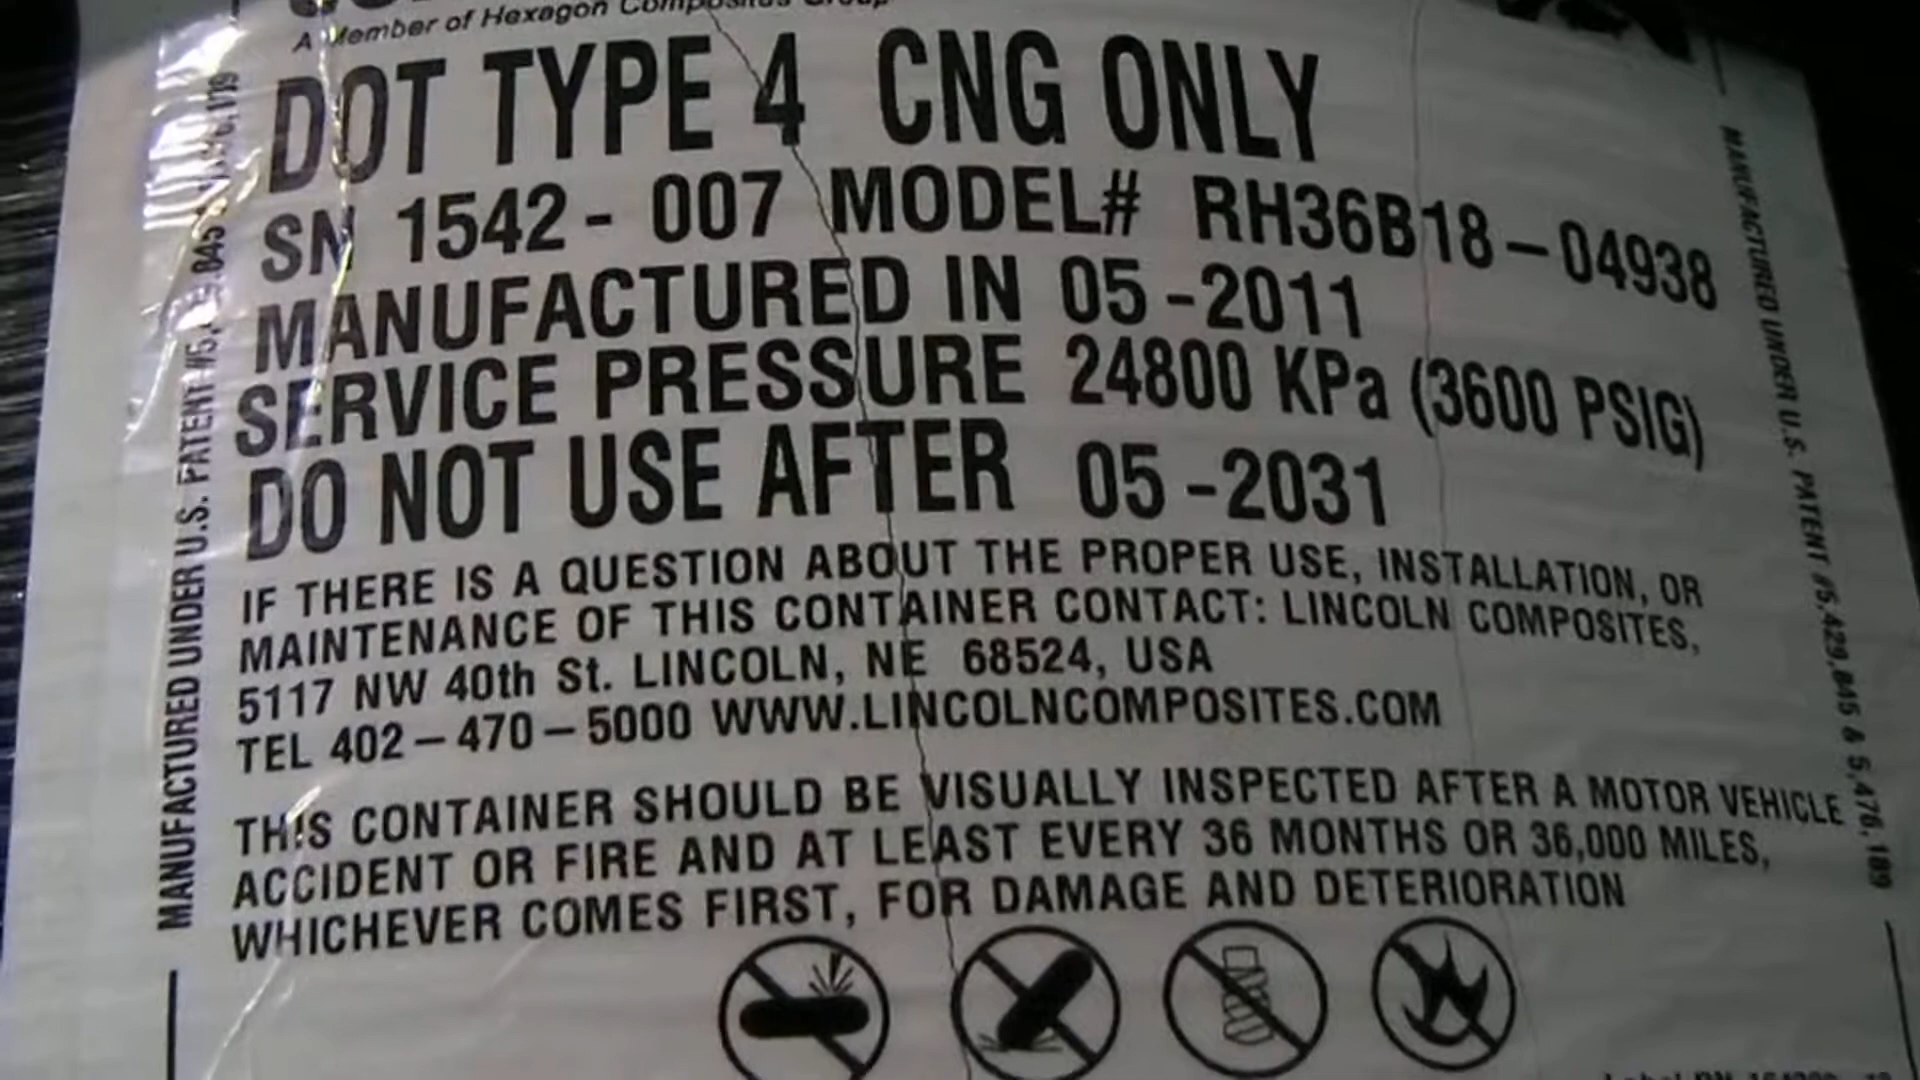 A Member of Hexagon Composites Group
DOT TYPE 4 CNG ONLY
SN 1542 - 007 MODEL# RH36B18-04938
MANUFACTURED IN 05 -2011
SERVICE PRESSURE 24800 KPa (3600 PSIG)
DO NOT USE AFTER 05 -2031
IF THERE IS A QUESTION ABOUT THE PROPER USE, INSTALLATION, OR
MAINTENANCE OF THIS CONTAINER CONTACT: LINCOLN COMPOSITES,
5117 NW 40th St. LINCOLN, NE 68524, USA
TEL 402-470-5000 WWW.LINCOLNCOMPOSITES.COM
THIS CONTAINER SHOULD BE VISUALLY INSPECTED AFTER A MOTOR VEHICLE
ACCIDENT OR FIRE AND AT LEAST EVERY 36 MONTHS OR 36,000 MILES,
WHICHEVER COMES FIRST, FOR DAMAGE AND DETERIORATION
MANUFACTURED UNDER U.S. PATENT
MANUFACTURED UNDER U.S. PATENT #5,429,845 & 5,476,189